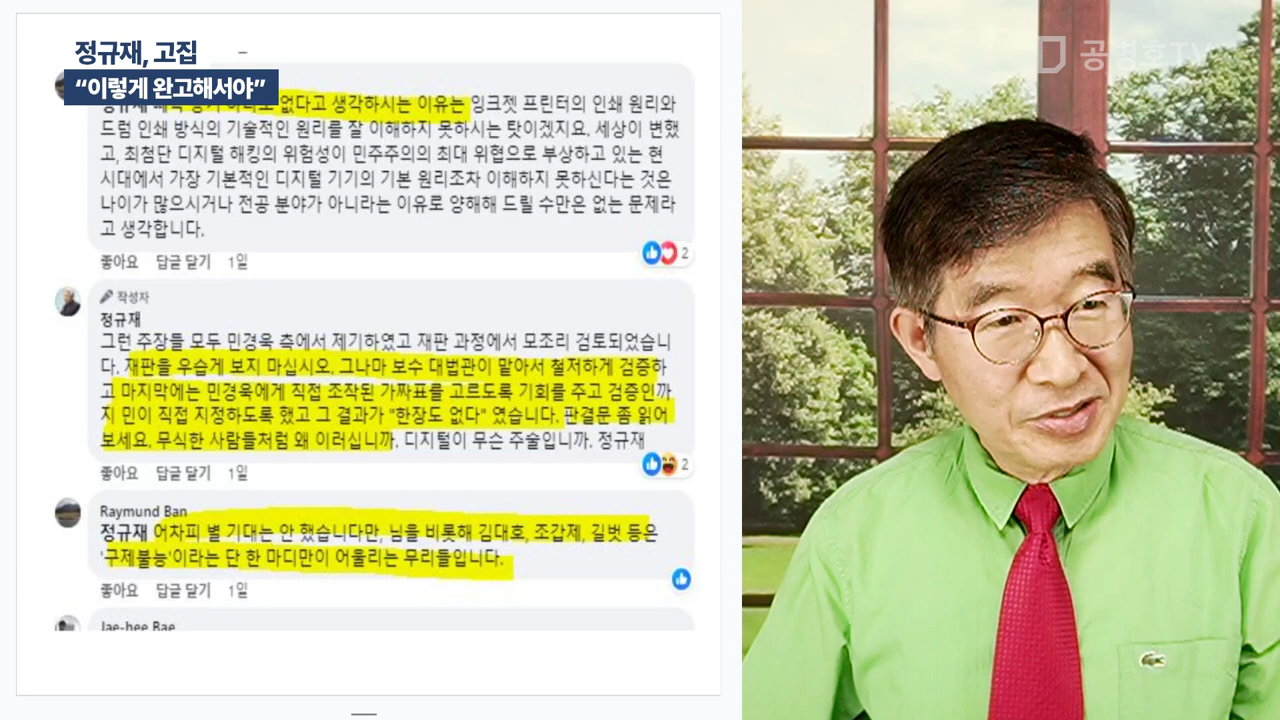 정규재, 고집
“이렇게 완고해서야”
공병호TV
없다고 생각하시는 이유는 잉크젯 프린터의 인쇄 원리와
드럼 인쇄 방식의 기술적인 원리를 잘 이해하지 못하시는 탓이겠지요. 세상이 변했
고, 최첨단 디지털 해킹의 위험성이 민주주의의 최대 위협으로 부상하고 있는 현
시대에서 가장 기본적인 디지털 기기의 기본 원리조차 이해하지 못하신다는 것은
나이가 많으시거나 전공 분야가 아니라는 이유로 양해해 드릴 수만은 없는 문제라
고 생각합니다.
좋아요 답글 달기 1일
2
작성자
정규재
그런 주장들 모두 민경욱 측에서 제기하였고 재판 과정에서 모조리 검토되었습니
다. 재판을 우습게 보지 마십시오. 그나마 보수 대법관이 맡아서 철저하게 검증하
고 마지막에는 민경욱에게 직접 조작된 가짜표를 고르도록 기회를 주고 검증인까
지 민이 직접 지정하도록 했고 그 결과가 "한장도 없다" 였습니다. 판결문 좀 읽어
보세요. 무식한 사람들처럼 왜 이러십니까. 디지털이 무슨 주술입니까. 정규재
좋아요 답글 달기 1일
2
Raymund Ban
정규재 어차피 별 기대는 안 했습니다만, 님을 비롯해 김대호, 조갑제, 길벗 등은
'구제불능'이라는 단 한 마디만이 어울리는 무리들입니다.
좋아요 답글 달기 1일
Jae-hee Bae